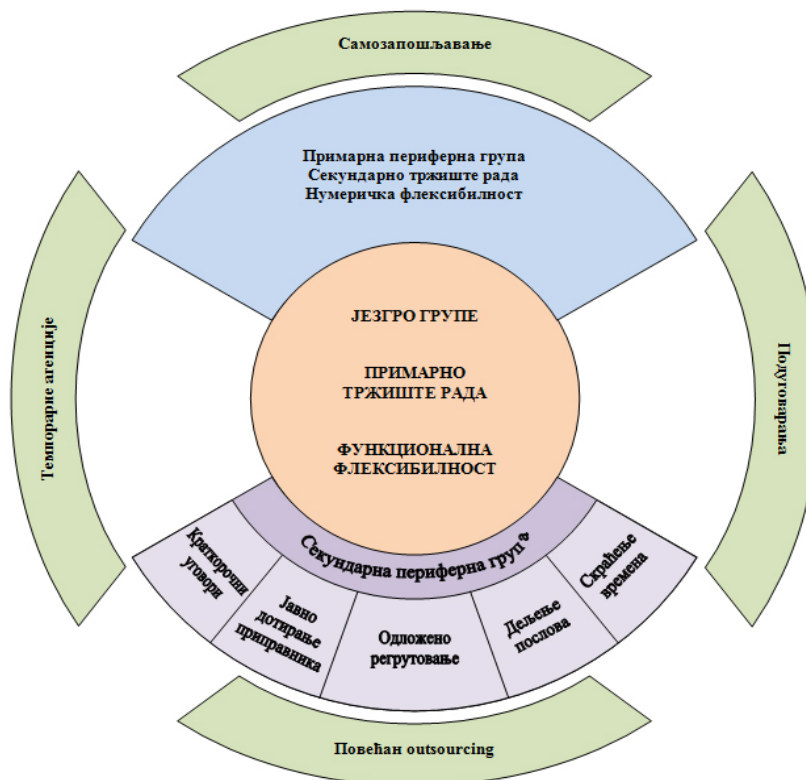 Самозапошљавање
Примарна периферна група
Секундарно тржиште рада
Нумеричка флексибилност
Темпорарне агенције
ЈЕЗГРО ГРУПЕ
ПРИМАРНО
ТРЖИШТЕ РАДА
ФУНКЦИОНАЛНА
ФЛЕКСИБИЛНОСТ
Подуговарања
Секундарна периферна група
Краткорочни
уговори
Јавно
дотирање
приправника
Одложено
регрутовање
Дељење
послова
Скраћење
времена
Повећан outsourcing